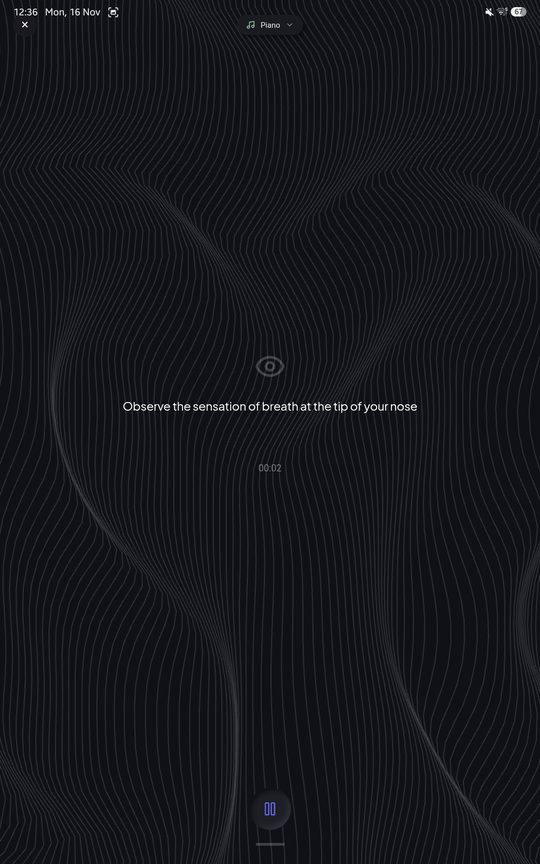 12:36 Mon, 16 Nov
67
Piano
Observe the sensation of breath at the tip of your nose
00:02